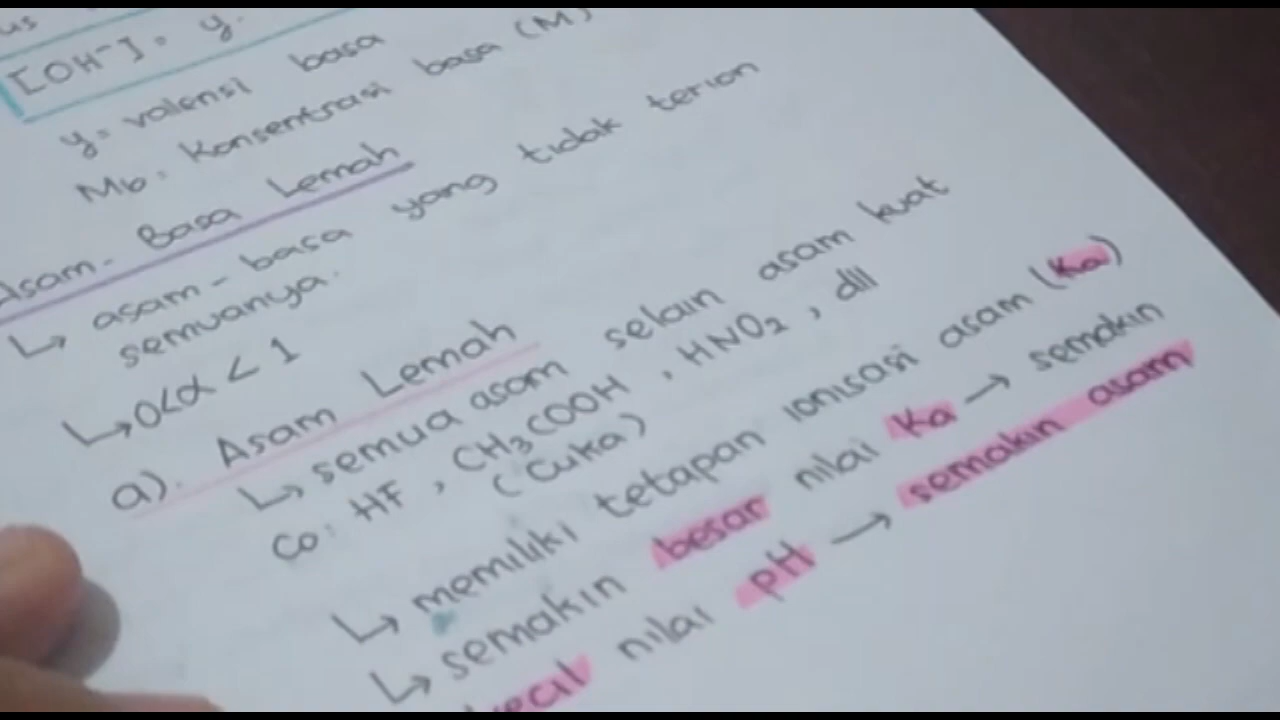 [OH⁻] = y.
y = valensi basa
Mb = Konsentrasi basa (M)
Asam - Basa Lemah
↳ asam - basa yang tidak terion
semuanya.
↳ 0<α < 1
a). Asam Lemah
↳ semua asam selain asam kuat
Co: HF, CH₃COOH, HNO₂, dll
(Cuka)
↳ memiliki tetapan ionisasi asam (Ka)
↳ semakin besar nilai Ka → semakin
kecil nilai pH → semakin asam